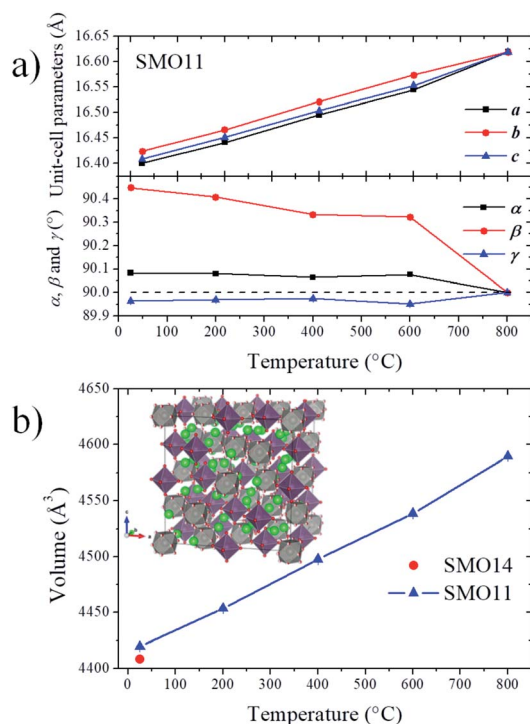 a)
SMO11
Unit-cell parameters (Å)
16.65
16.60
16.55
16.50
16.45
16.40
a
b
c
α, β and γ (°)
90.4
90.3
90.2
90.1
90.0
89.9
α
β
γ
0 100 200 300 400 500 600 700 800
Temperature (°C)
b)
Volume (Å³)
4650
4600
4550
4500
4450
4400
SMO14
SMO11
0 100 200 300 400 500 600 700 800
Temperature (°C)